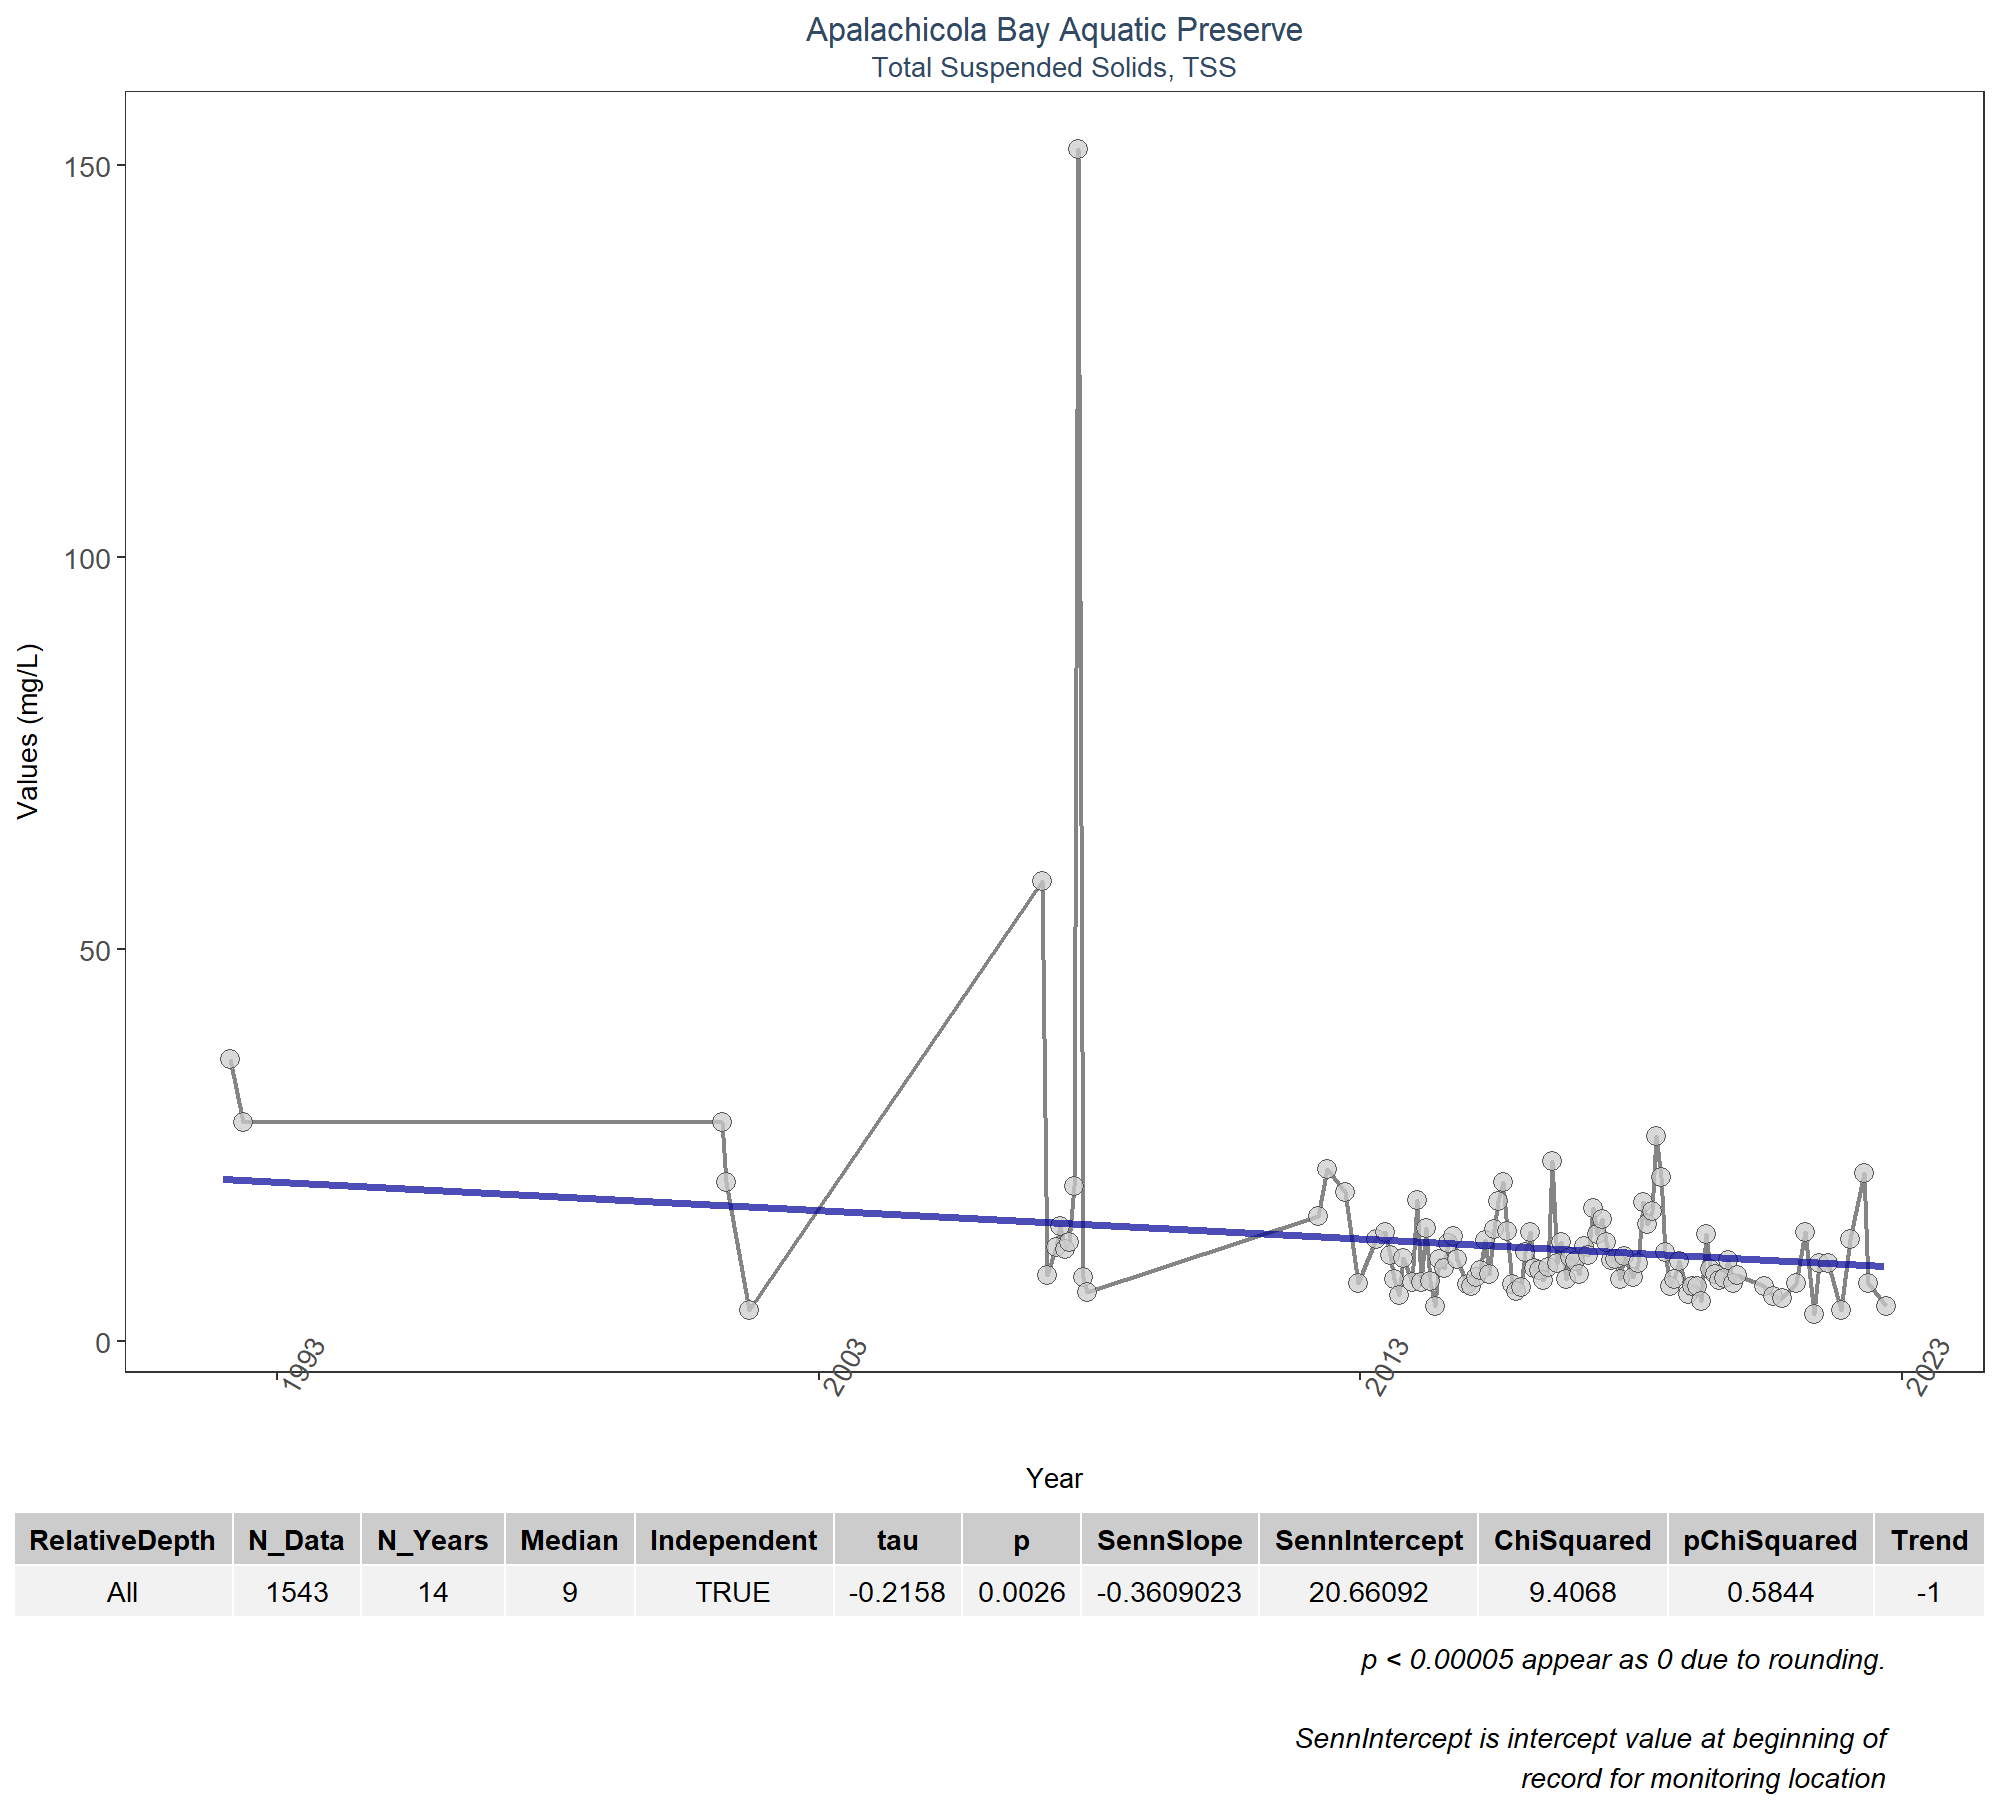 Apalachicola Bay Aquatic Preserve
Total Suspended Solids, TSS
Values (mg/L)
150
100
50
0
1993
2003
2013
2023
Year
RelativeDepth N_Data N_Years Median Independent tau p SennSlope SennIntercept ChiSquared pChiSquared Trend
All 1543 14 9 TRUE -0.2158 0.0026 -0.3609023 20.66092 9.4068 0.5844 -1
p < 0.00005 appear as 0 due to rounding.
SennIntercept is intercept value at beginning of
record for monitoring location